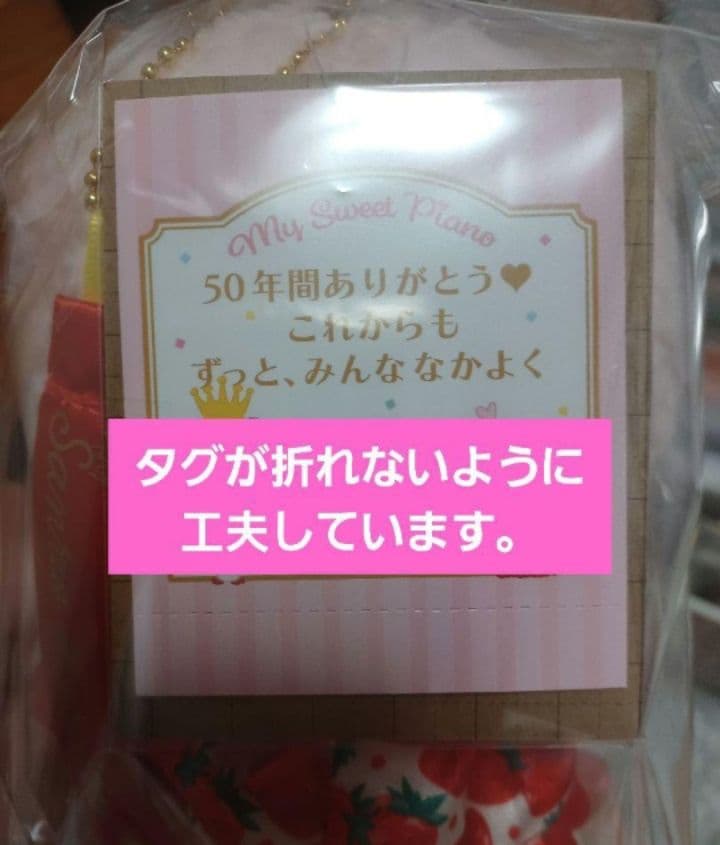 My Sweet Piano
50年間ありがとう♥
これからも
ずっと、みんななかよく
タグが折れないように
工夫しています。